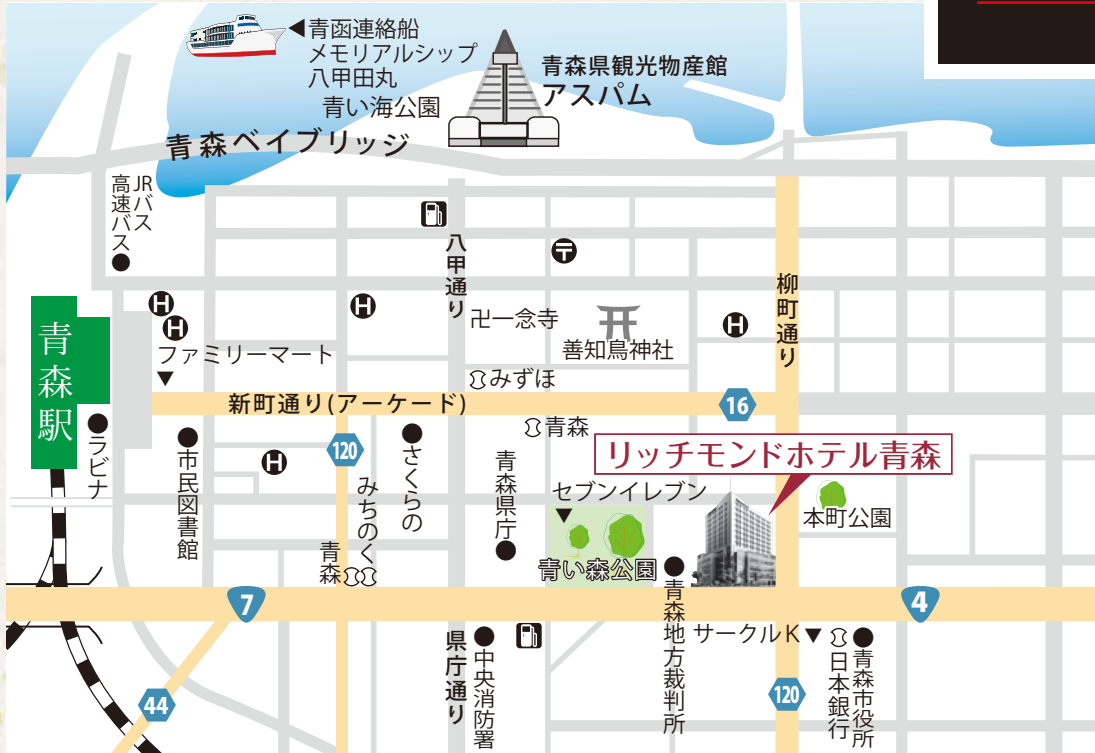 青函連絡船
メモリアルシップ
八甲田丸
青い海公園
青森県観光物産館
アスパム
青森ベイブリッジ
JRバス
高速バス
八甲通り
〒
柳町通り
H
H
H
卍一念寺
善知鳥神社
H
青森駅
ファミリーマート
みずほ
新町通り(アーケード)
16
ラビナ
市民図書館
H
120
さくらの
青森
リッチモンドホテル青森
みちのく
青森
青森県庁
セブンイレブン
青い森公園
本町公園
7
4
県庁通り
中央消防署
青森地方裁判所
サークルK
日本銀行
青森市役所
44
120